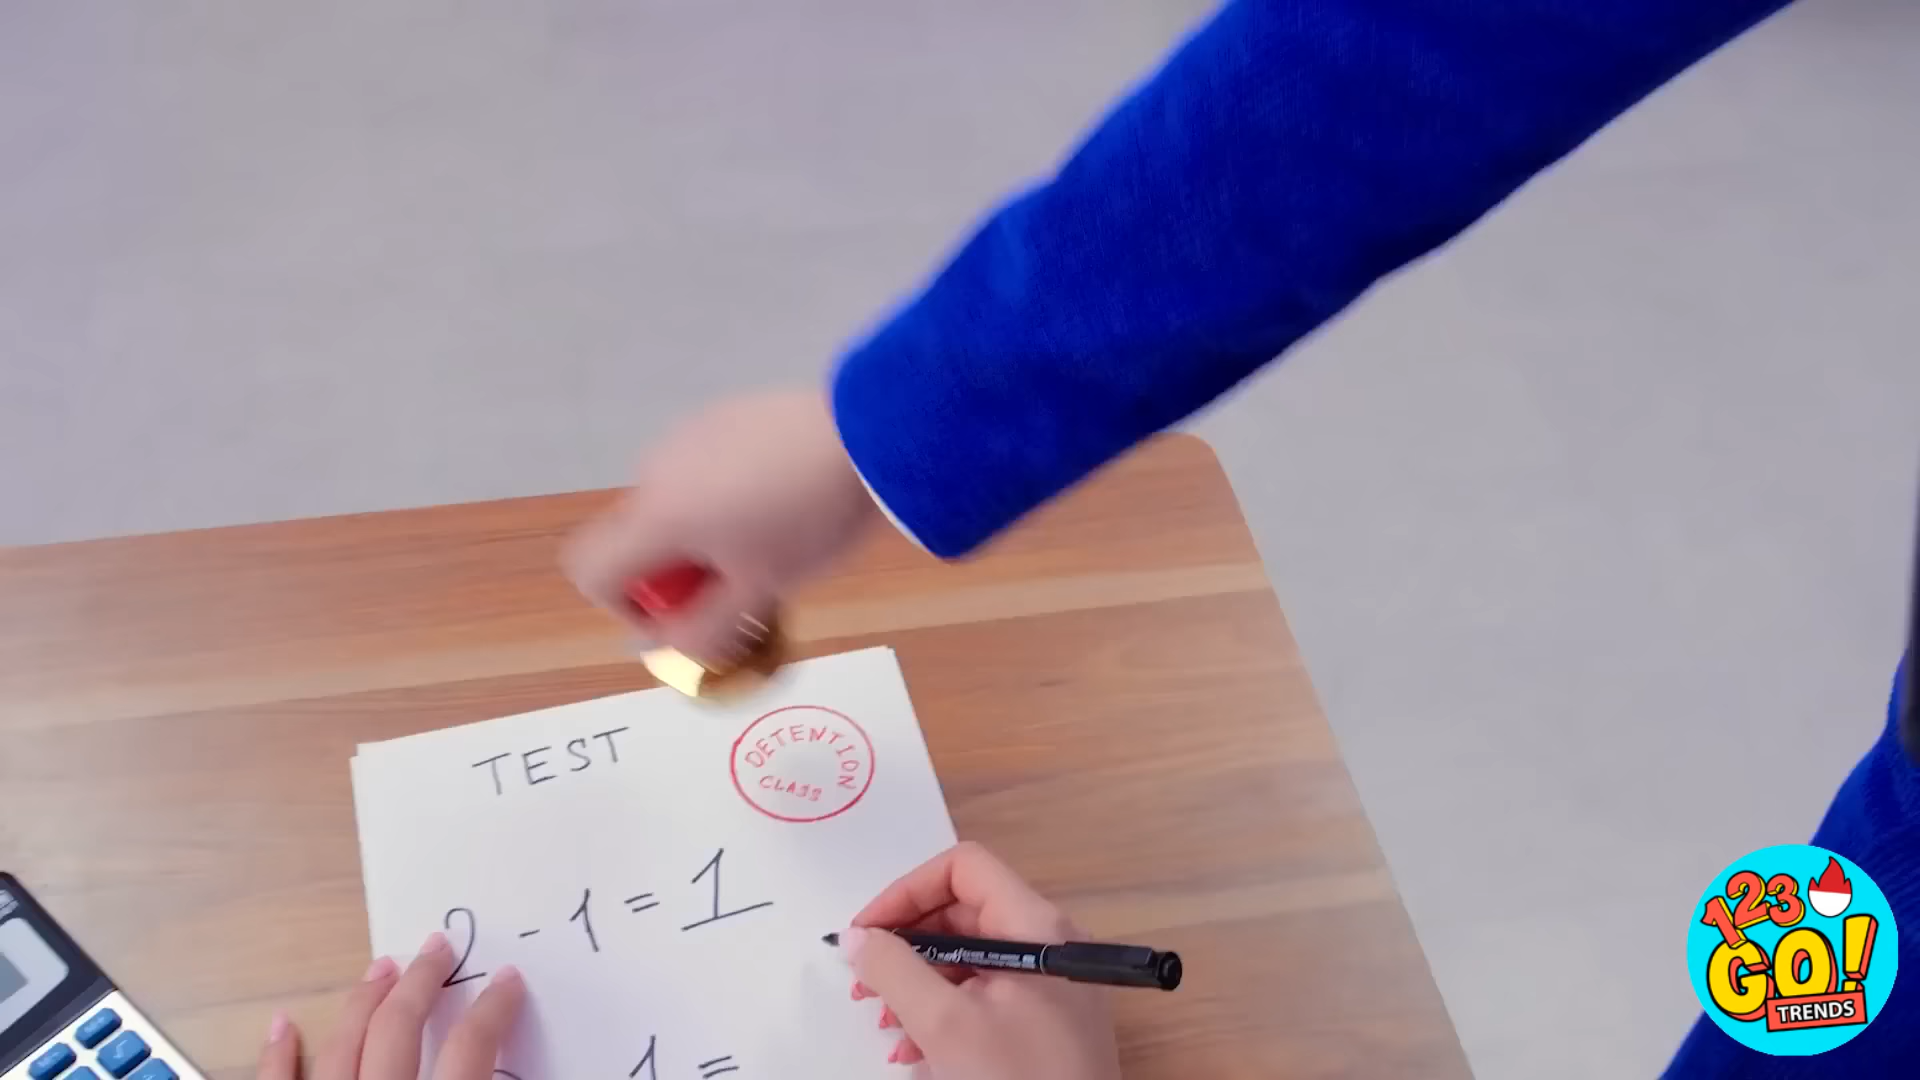 TEST
DETENTION
CLASS
2 - 1 = 1
1 =
123
GO!
TRENDS